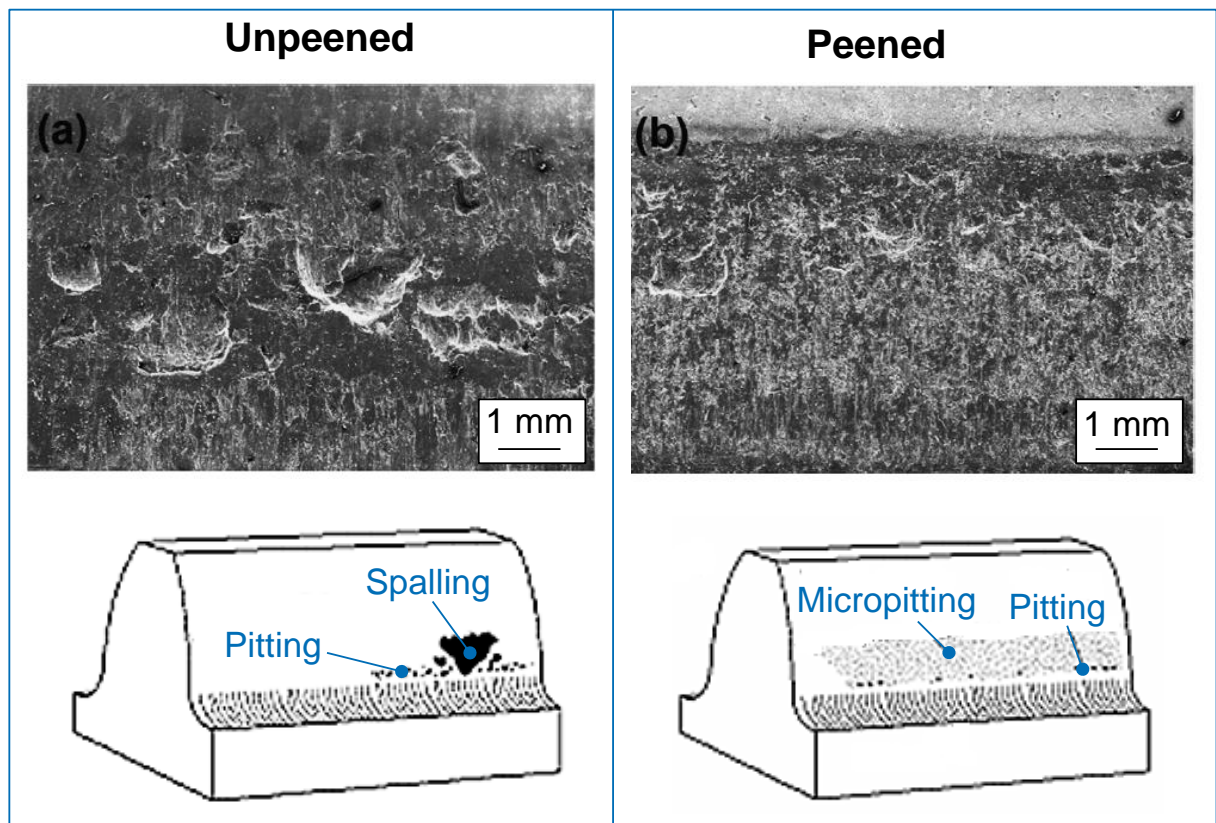 Unpeened
Peened
(a)
1 mm
(b)
1 mm
Spalling
Pitting
Micropitting
Pitting